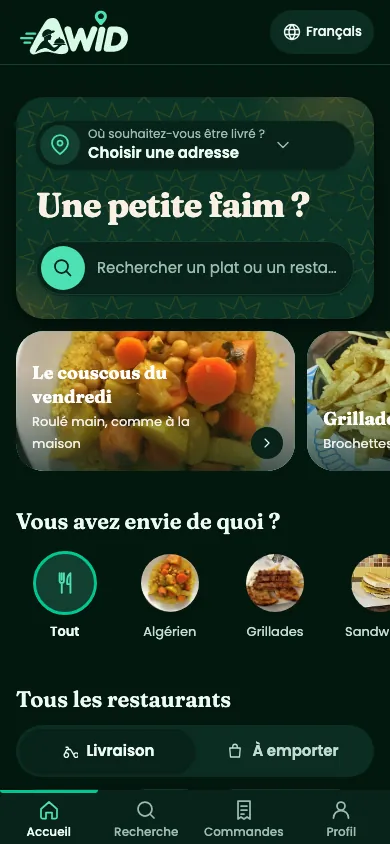 AWID
Français
Où souhaitez-vous être livré ?
Choisir une adresse
Une petite faim ?
Rechercher un plat ou un resta...
Le couscous du
vendredi
Roulé main, comme à la
maison
Grillad
Brochettes
Vous avez envie de quoi ?
Tout
Algérien
Grillades
Sandw
Tous les restaurants
Livraison
À emporter
Accueil
Recherche
Commandes
Profil